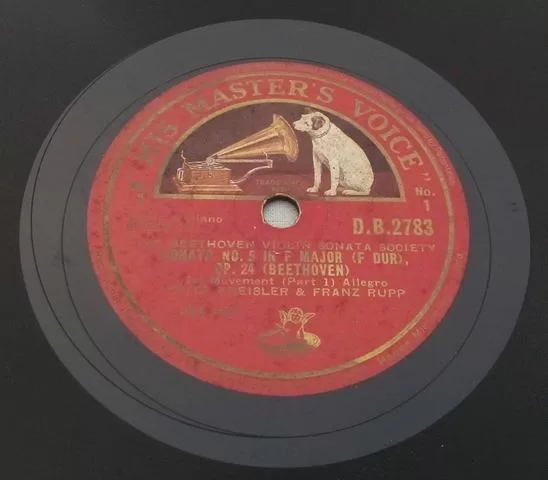 "HIS MASTER'S VOICE"
No.
1
D.B.2783
BEETHOVEN VIOLIN SONATA SOCIETY
SONATA NO. 5 IN F MAJOR (F DUR),
OP. 24 (BEETHOVEN)
Movement (Part 1) Allegro
KREISLER & FRANZ RUPP